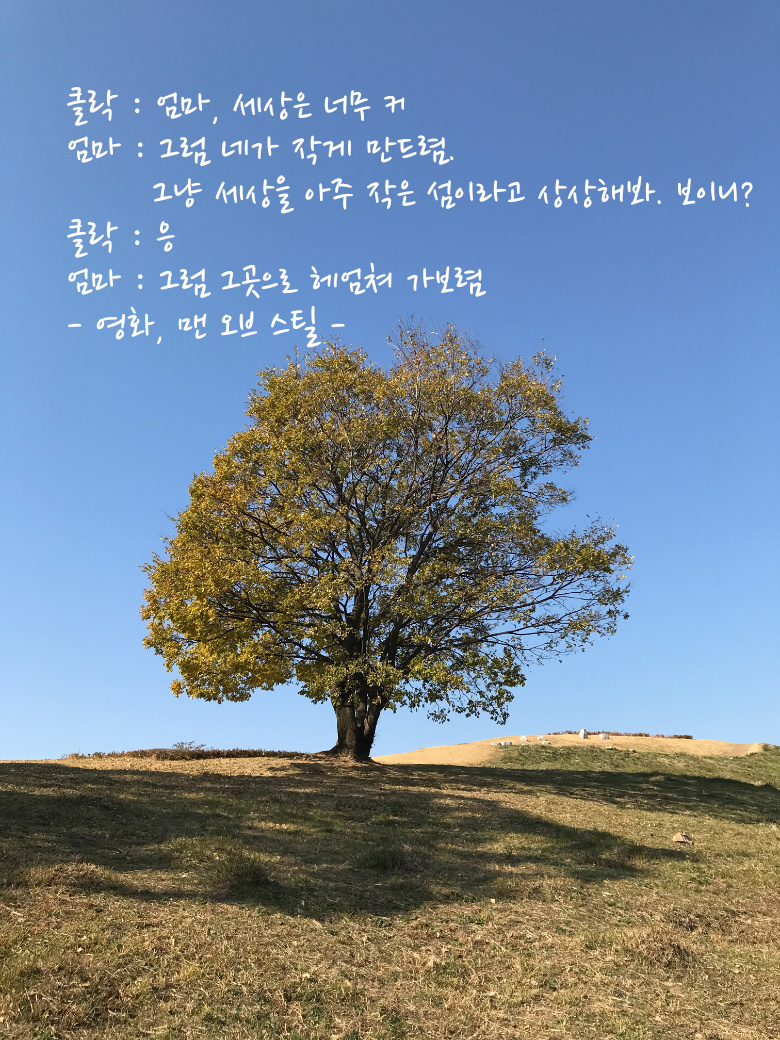 클락 : 엄마, 세상은 너무 커
엄마 : 그럼 네가 작게 만드렴.
그냥 세상을 아주 작은 섬이라고 상상해봐. 보이니?
클락 : 응
엄마 : 그럼 그곳으로 헤엄쳐 가보렴
- 영화, 맨 오브 스틸 -